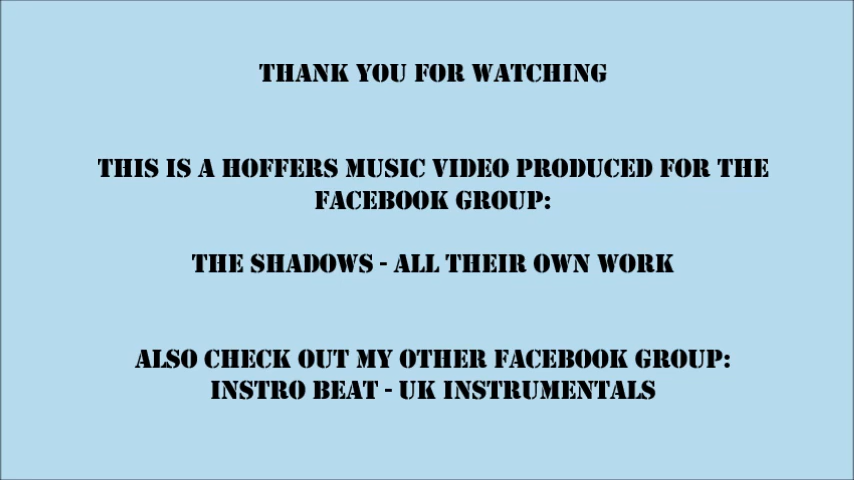 THANK YOU FOR WATCHING
THIS IS A HOFFERS MUSIC VIDEO PRODUCED FOR THE
FACEBOOK GROUP:
THE SHADOWS - ALL THEIR OWN WORK
ALSO CHECK OUT MY OTHER FACEBOOK GROUP:
INSTRO BEAT - UK INSTRUMENTALS